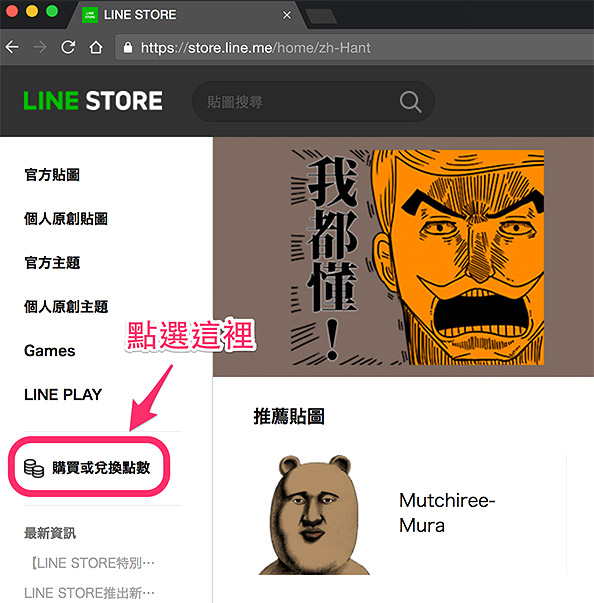 LINE STORE
https://store.line.me/home/zh-Hant
LINE STORE
貼圖搜尋
官方貼圖
個人原創貼圖
官方主題
個人原創主題
Games
LINE PLAY
點選這裡
購買或兌換點數
最新資訊
【LINE STORE特別…
LINE STORE推出新…
我都懂！
推薦貼圖
Mutchiree-
Mura